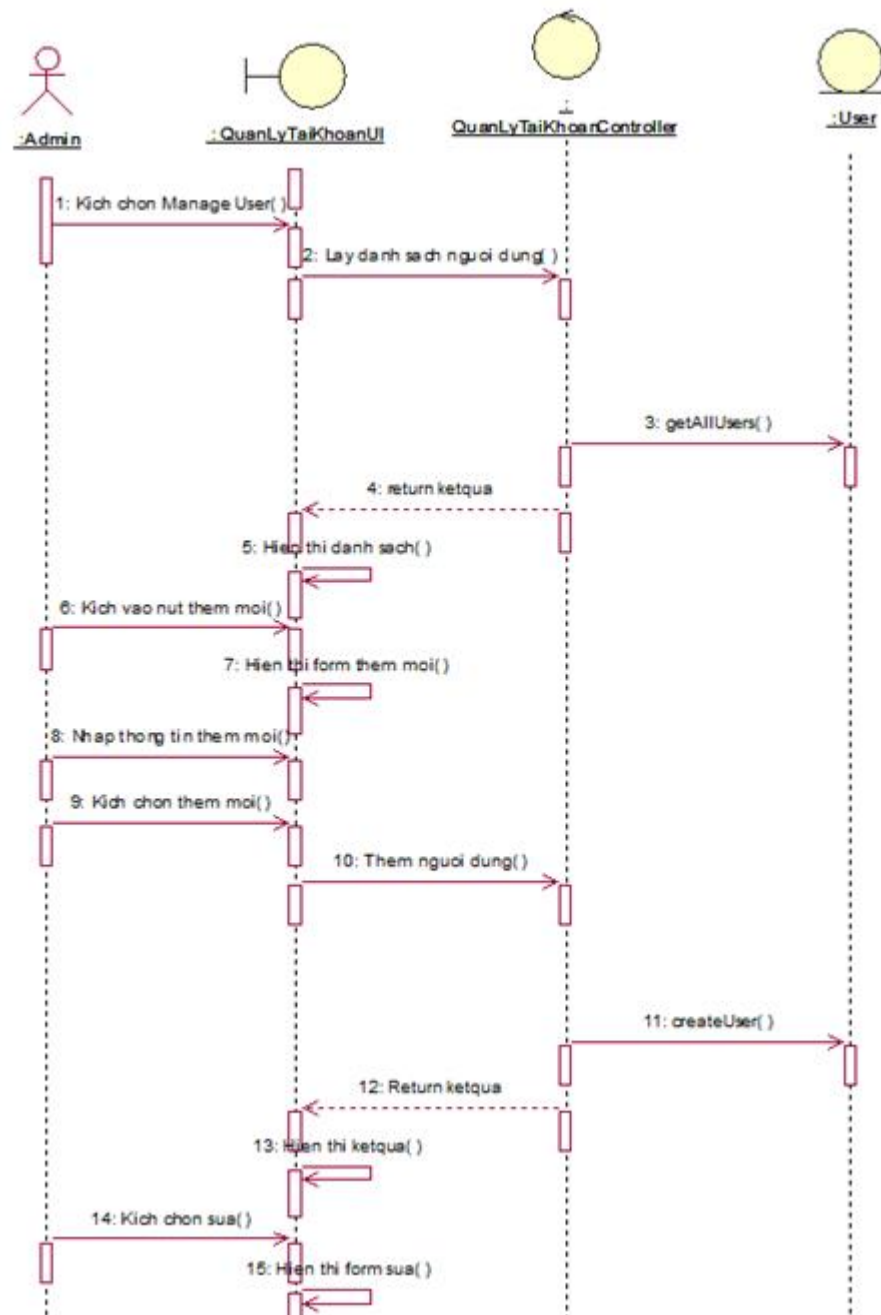 :Admin
: QuanLyTaiKhoanUI
:
QuanLyTaiKhoanController
:User
1: Kich chon Manage User( )
2: Lay danh sach nguoi dung( )
3: getAllUsers( )
4: return ketqua
5: Hien thi danh sach( )
6: Kich vao nut them moi( )
7: Hien thi form them moi( )
8: Nhap thong tin them moi( )
9: Kich chon them moi( )
10: Them nguoi dung( )
11: createUser( )
12: Return ketqua
13: Hien thi ketqua( )
14: Kich chon sua( )
15: Hien thi form sua( )